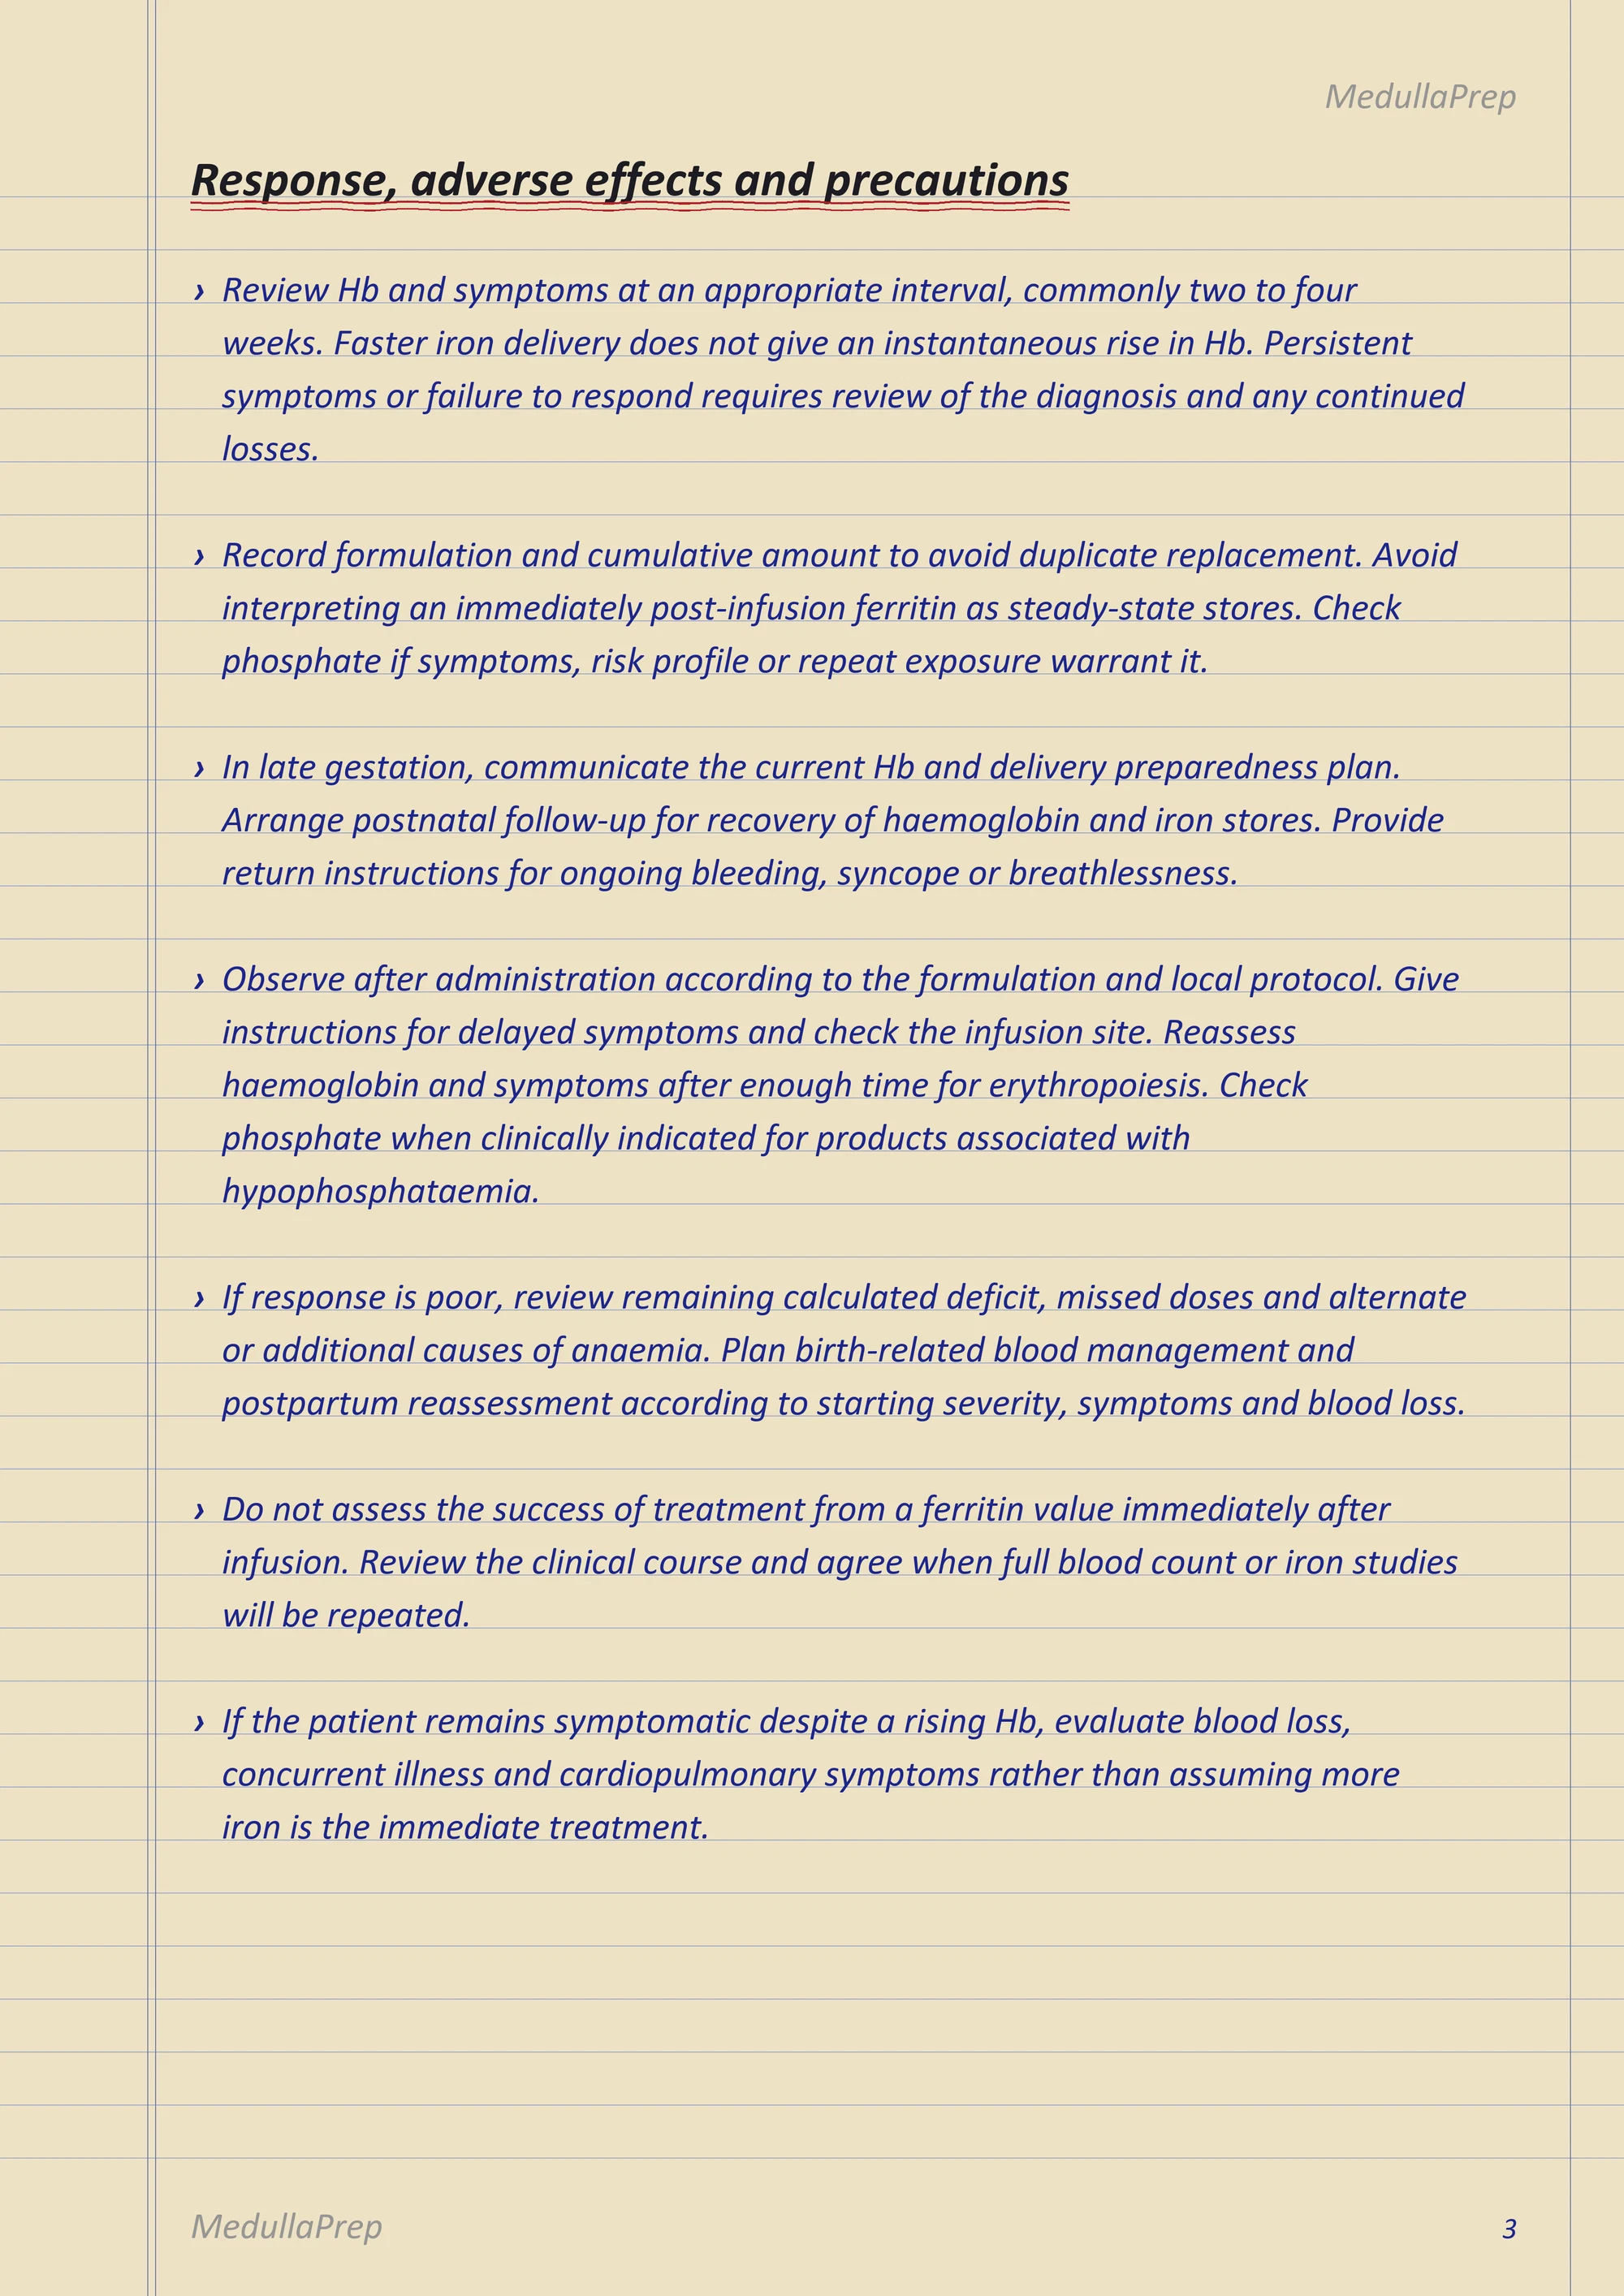 MedullaPrep
Response, adverse effects and precautions
› Review Hb and symptoms at an appropriate interval, commonly two to four
weeks. Faster iron delivery does not give an instantaneous rise in Hb. Persistent
symptoms or failure to respond requires review of the diagnosis and any continued
losses.
› Record formulation and cumulative amount to avoid duplicate replacement. Avoid
interpreting an immediately post-infusion ferritin as steady-state stores. Check
phosphate if symptoms, risk profile or repeat exposure warrant it.
› In late gestation, communicate the current Hb and delivery preparedness plan.
Arrange postnatal follow-up for recovery of haemoglobin and iron stores. Provide
return instructions for ongoing bleeding, syncope or breathlessness.
› Observe after administration according to the formulation and local protocol. Give
instructions for delayed symptoms and check the infusion site. Reassess
haemoglobin and symptoms after enough time for erythropoiesis. Check
phosphate when clinically indicated for products associated with
hypophosphataemia.
› If response is poor, review remaining calculated deficit, missed doses and alternate
or additional causes of anaemia. Plan birth-related blood management and
postpartum reassessment according to starting severity, symptoms and blood loss.
› Do not assess the success of treatment from a ferritin value immediately after
infusion. Review the clinical course and agree when full blood count or iron studies
will be repeated.
› If the patient remains symptomatic despite a rising Hb, evaluate blood loss,
concurrent illness and cardiopulmonary symptoms rather than assuming more
iron is the immediate treatment.
MedullaPrep
3